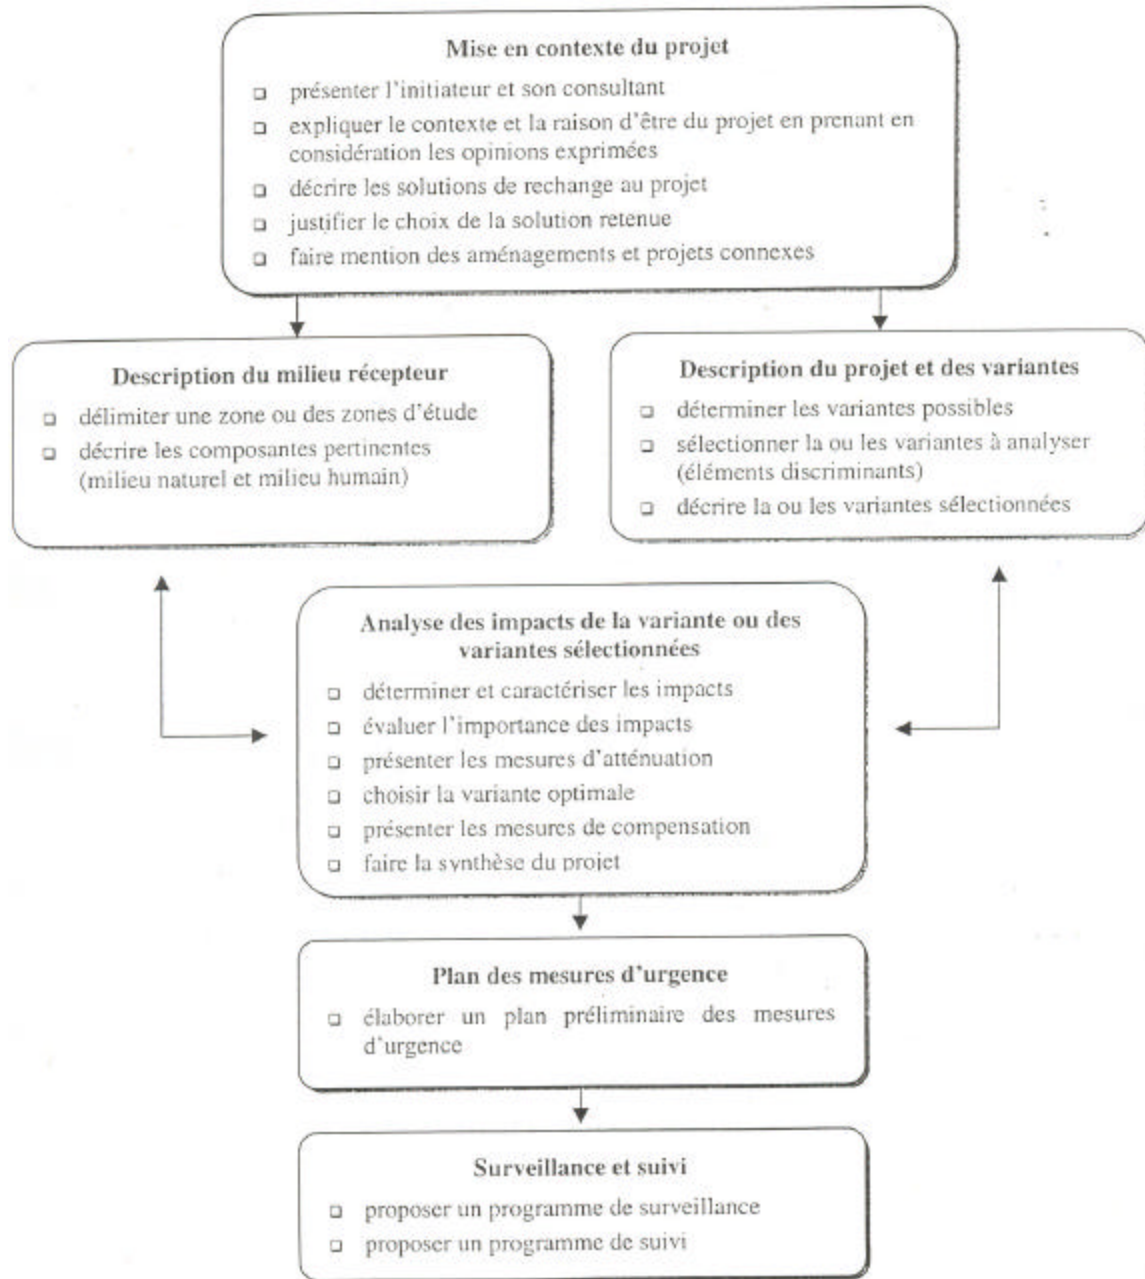 Mise en contexte du projet
❑ présenter l'initiateur et son consultant
❑ expliquer le contexte et la raison d'être du projet en prenant en
considération les opinions exprimées
❑ décrire les solutions de rechange au projet
❑ justifier le choix de la solution retenue
❑ faire mention des aménagements et projets connexes
Description du milieu récepteur
❑ délimiter une zone ou des zones d'étude
❑ décrire les composantes pertinentes
(milieu naturel et milieu humain)
Description du projet et des variantes
❑ déterminer les variantes possibles
❑ sélectionner la ou les variantes à analyser
(éléments discriminants)
❑ décrire la ou les variantes sélectionnées
Analyse des impacts de la variante ou des
variantes sélectionnées
❑ déterminer et caractériser les impacts
❑ évaluer l'importance des impacts
❑ présenter les mesures d'atténuation
❑ choisir la variante optimale
❑ présenter les mesures de compensation
❑ faire la synthèse du projet
Plan des mesures d'urgence
❑ élaborer un plan préliminaire des mesures
d'urgence
Surveillance et suivi
❑ proposer un programme de surveillance
❑ proposer un programme de suivi